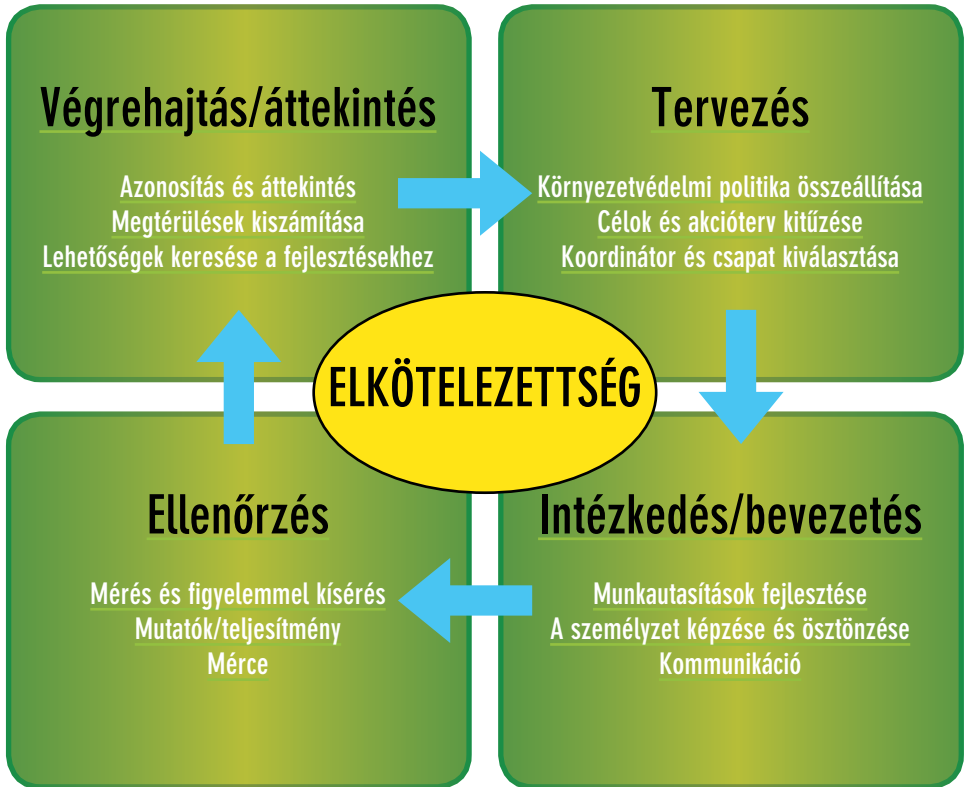 Végrehajtás/áttekintés
Azonosítás és áttekintés
Megtérülések kiszámítása
Lehetőségek keresése a fejlesztésekhez
Tervezés
Környezetvédelmi politika összeállítása
Célok és akcióterv kitűzése
Koordinátor és csapat kiválasztása
ELKÖTELEZETTSÉG
Ellenőrzés
Mérés és figyelemmel kísérés
Mutatók/teljesítmény
Mérce
Intézkedés/bevezetés
Munkautasítások fejlesztése
A személyzet képzése és ösztönzése
Kommunikáció